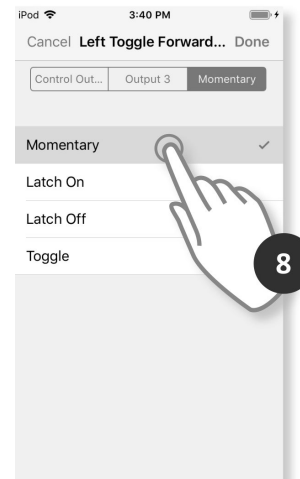 iPod 3:40 PM
Cancel Left Toggle Forward... Done
Control Out... Output 3 Momentary
Momentary
Latch On
Latch Off
Toggle
8